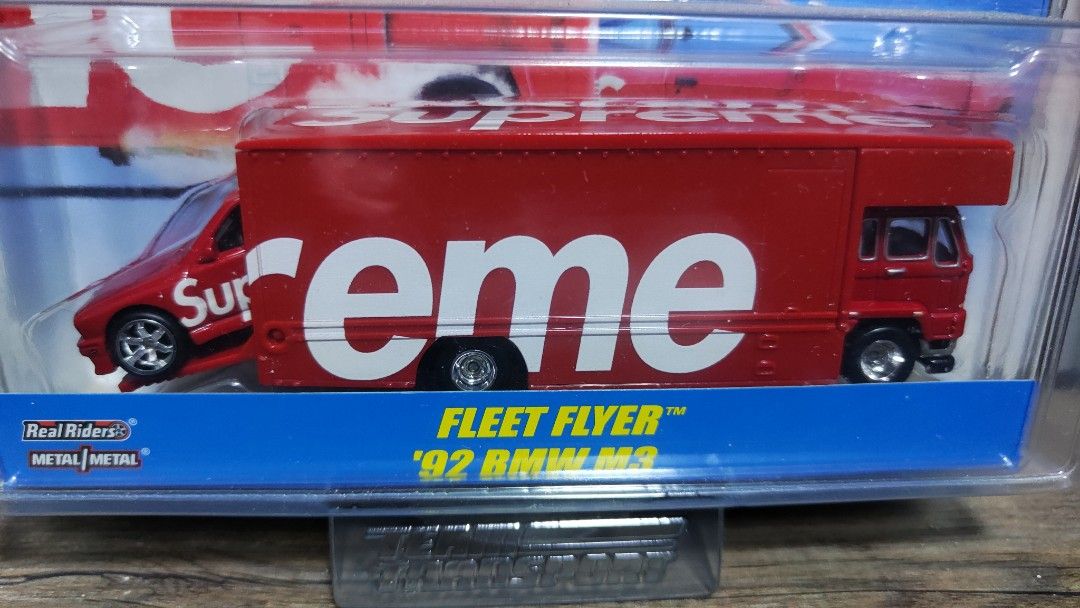 Supreme
Sup
reme
FLEET FLYER™
'92 BMW M3
Real Riders®
METAL/METAL®
TEAM
TRANSPORT